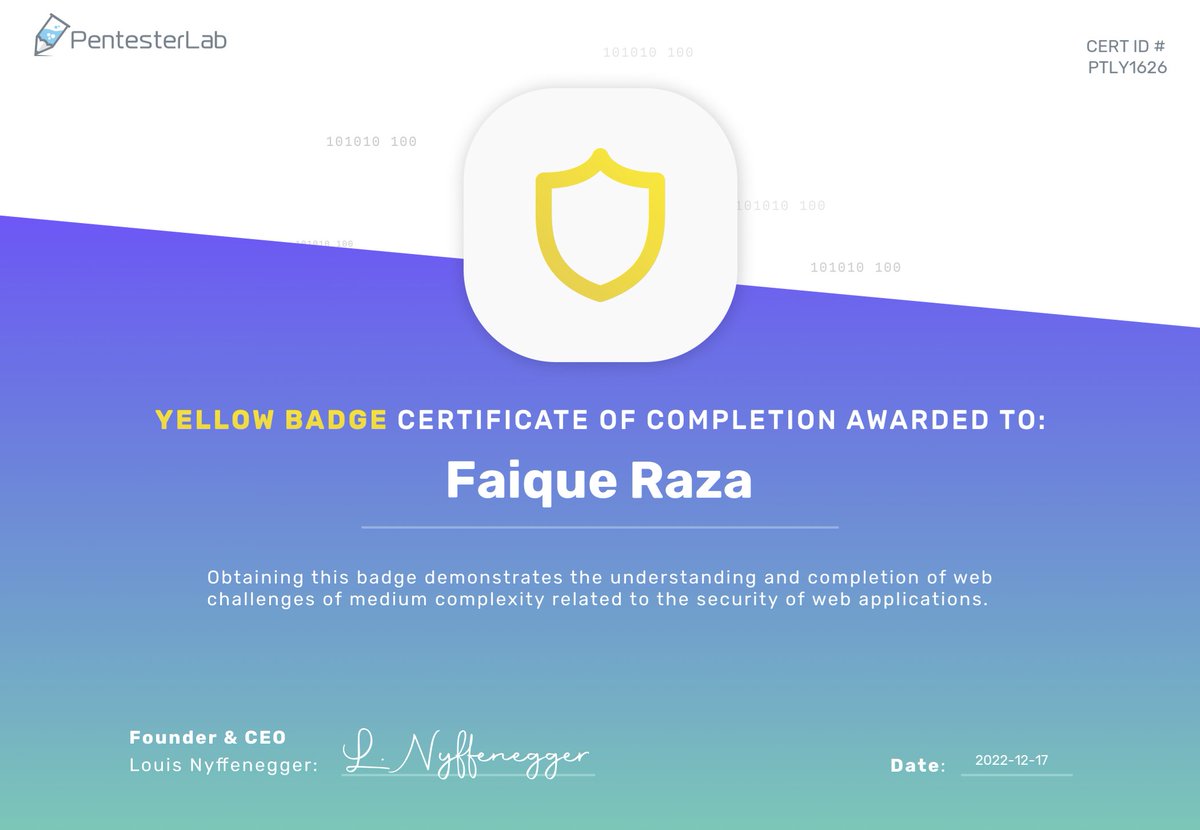 PentesterLab
CERT ID #
PTLY1626
101010 100
101010 100
101010 100
101010 100
101010 100
YELLOW BADGE CERTIFICATE OF COMPLETION AWARDED TO:
Faique Raza
Obtaining this badge demonstrates the understanding and completion of web
challenges of medium complexity related to the security of web applications.
Founder & CEO
Louis Nyffenegger:
L. Nyffenegger
Date:
2022-12-17